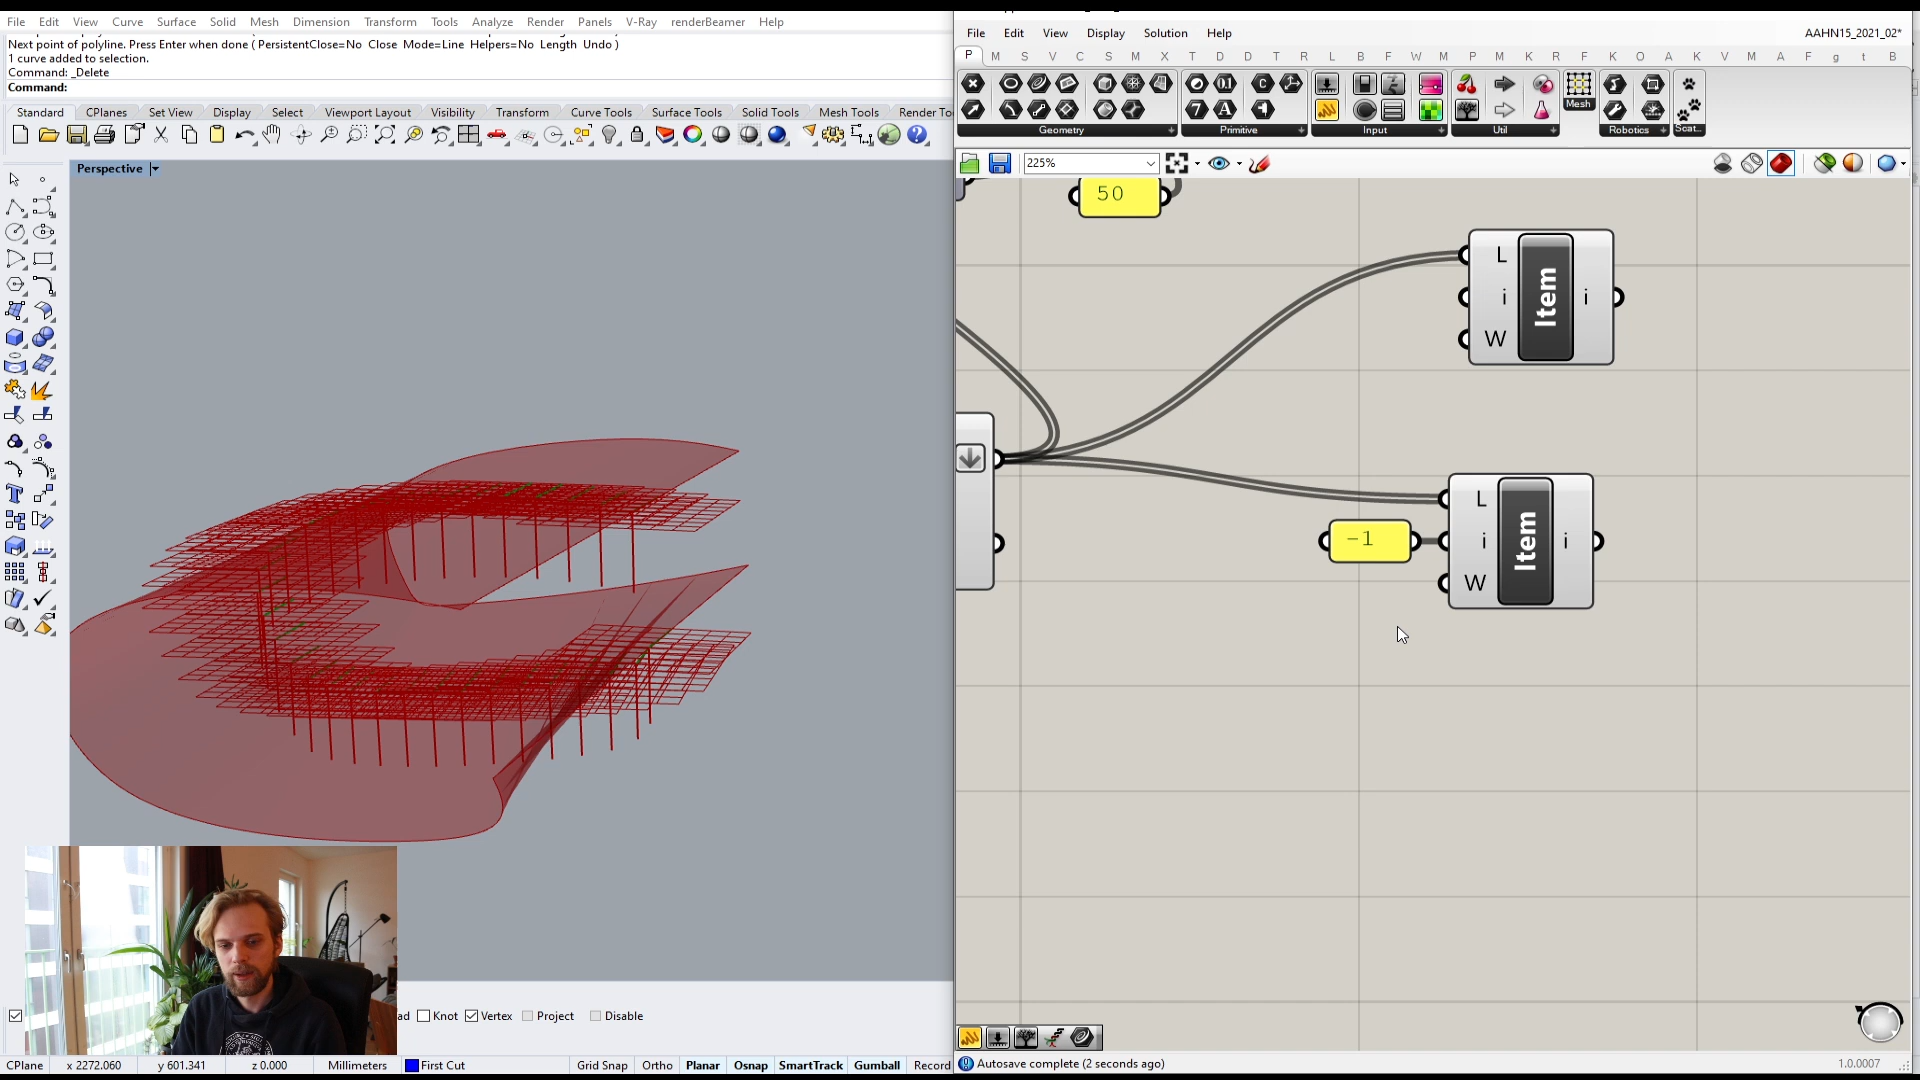 File Edit View Curve Surface Solid Mesh Dimension Transform Tools Analyze Render Panels V-Ray renderBeamer Help
Next point of polyline. Press Enter when done ( PersistentClose=No Close Mode=Line Helpers=No Length Undo )
1 curve added to selection.
Command: _Delete
Command:
Standard CPlanes Set View Display Select Viewport Layout Visibility Transform Curve Tools Surface Tools Solid Tools Mesh Tools Render To
Perspective
File Edit View Display Solution Help
AAHN15_2021_02*
P M S V C S M X T D D T R L B K F W M P M K R F K O A K V M A F g t B
Mesh
Geometry Primitive Input Util Robotics Scat..
225%
50
L
i
W
Item
i
L
i
W
Item
i
-1
ad Knot Vertex Project Disable
CPlane x 2272.060 y 601.341 z 0.000 Millimeters First Cut Grid Snap Ortho Planar Osnap SmartTrack Gumball Record
Autosave complete (2 seconds ago)
1.0.0007